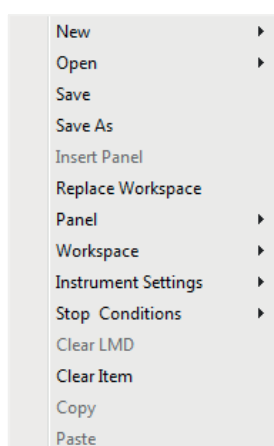 New
Open
Save
Save As
Insert Panel
Replace Workspace
Panel
Workspace
Instrument Settings
Stop  Conditions
Clear LMD
Clear Item
Copy
Paste